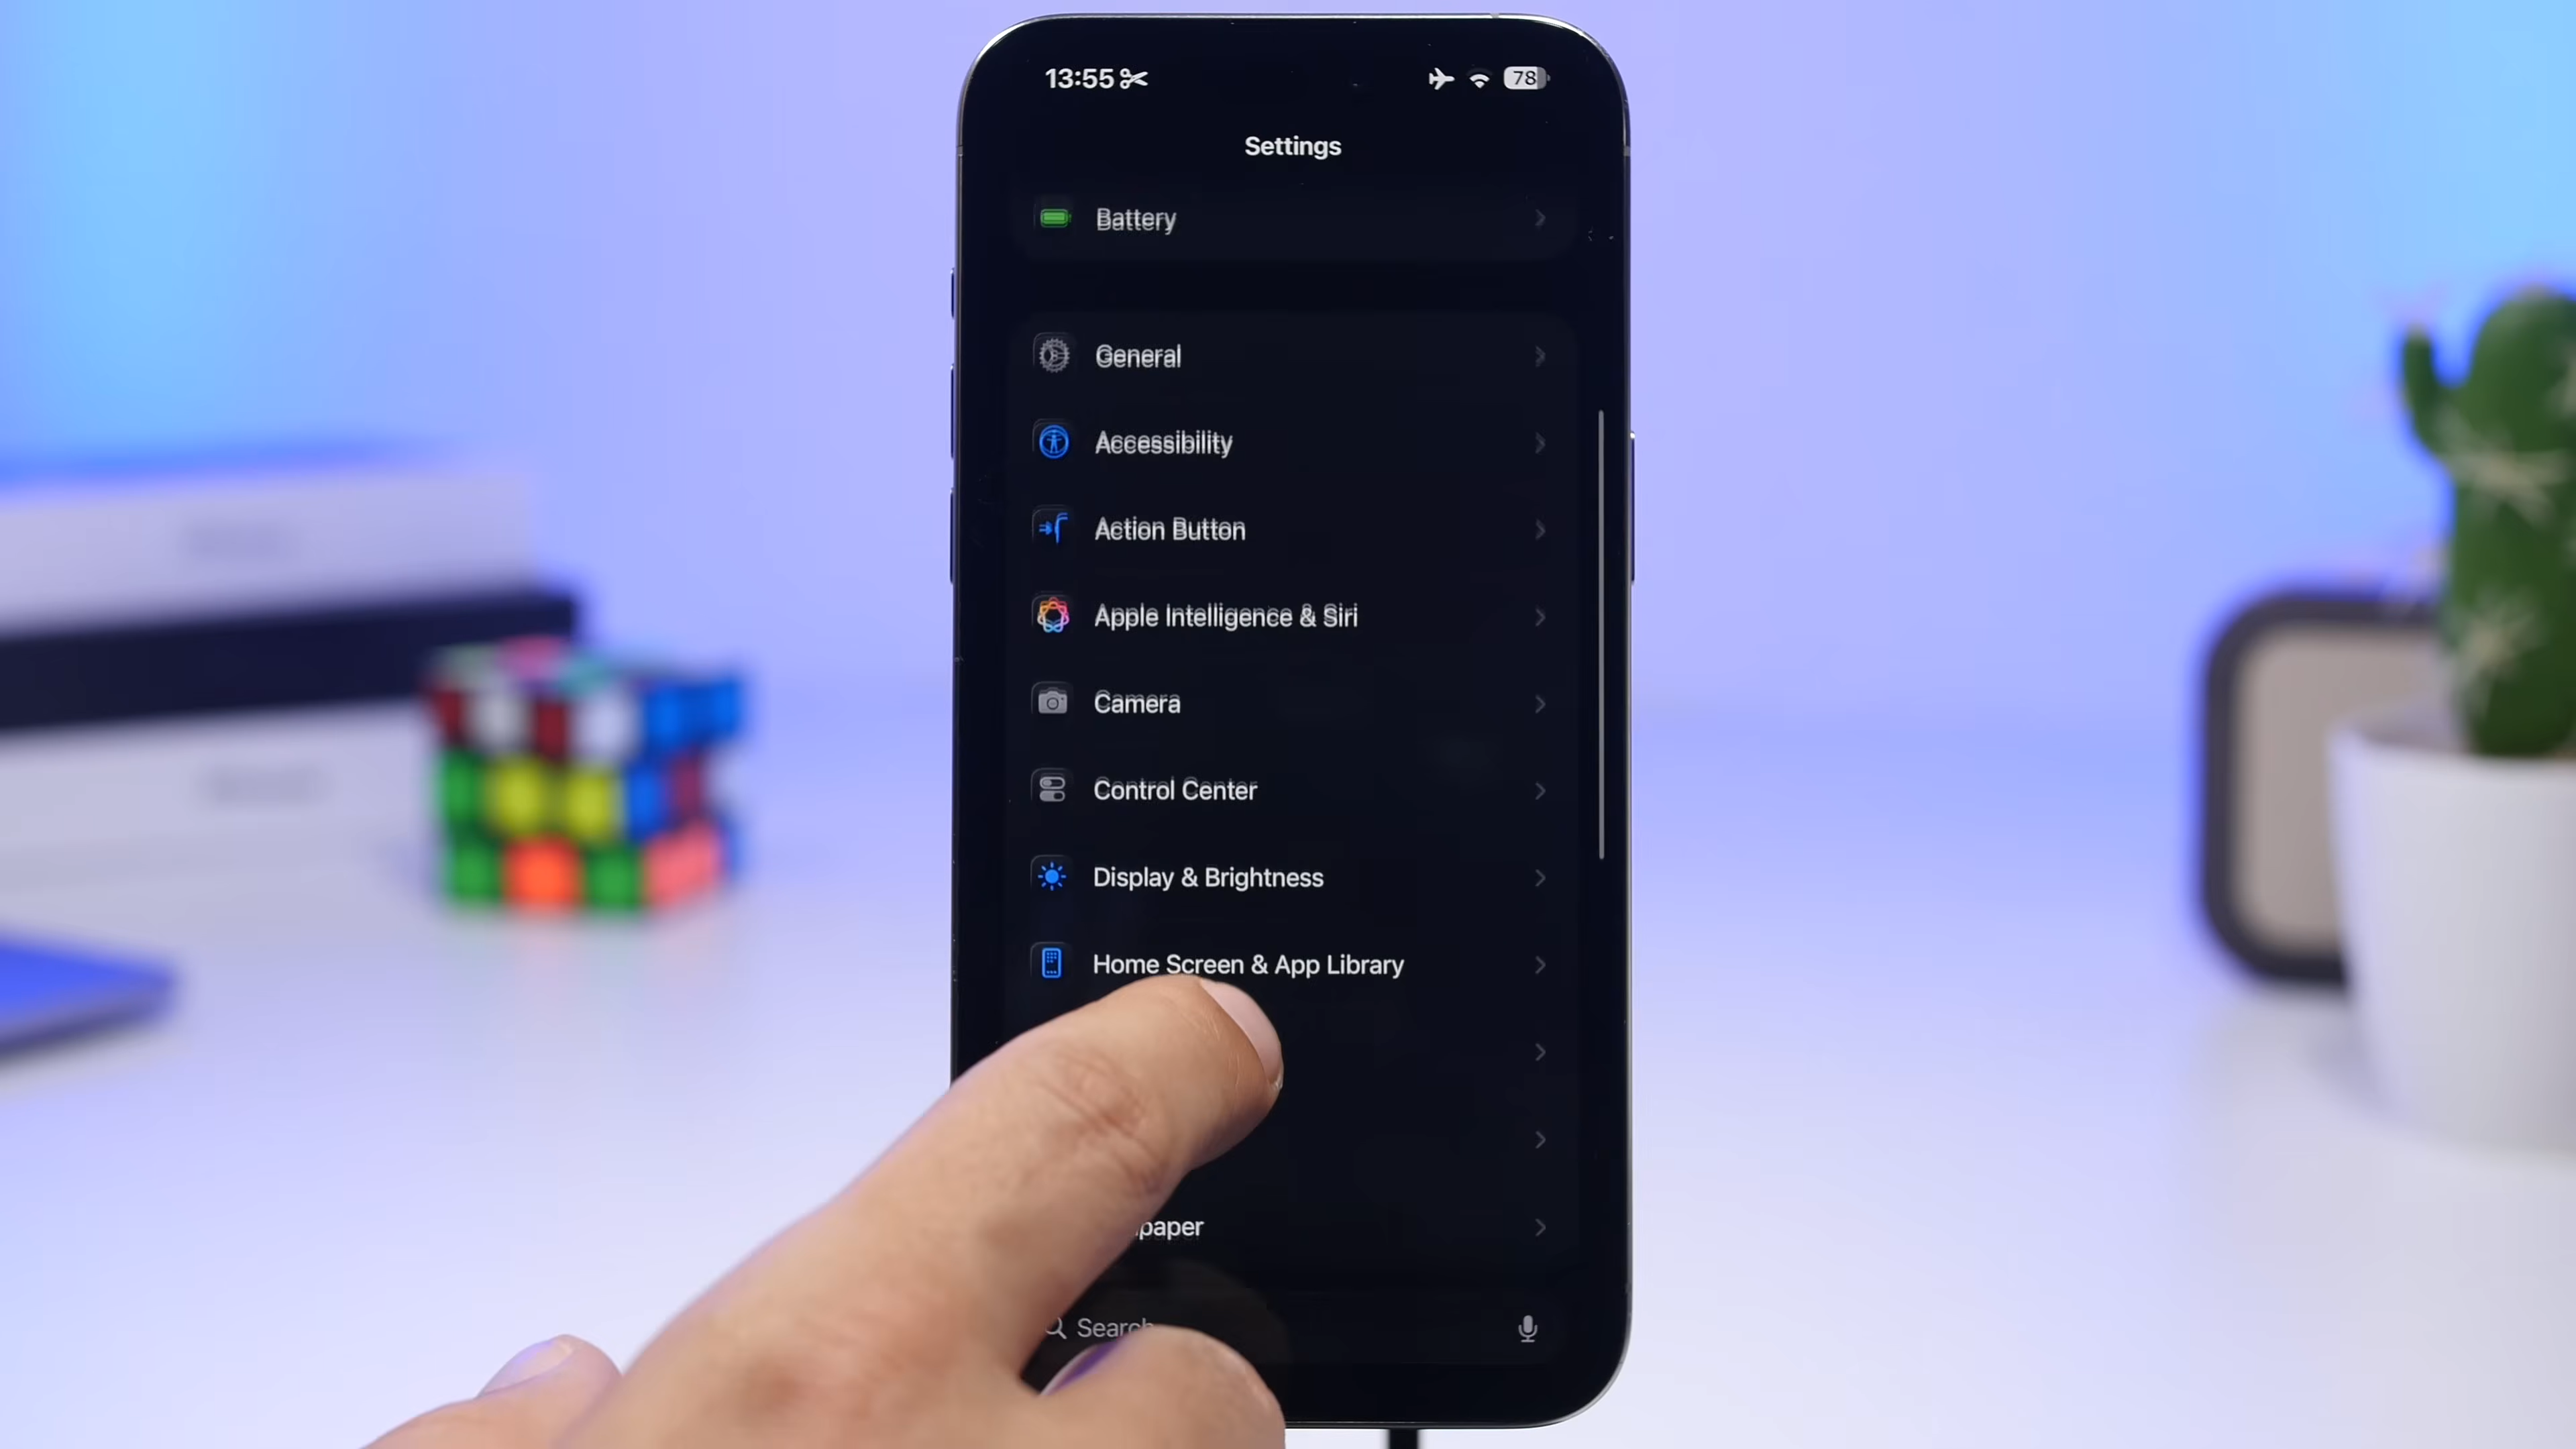 13:55
78
Settings
Battery
General
Accessibility
Action Button
Apple Intelligence & Siri
Camera
Control Center
Display & Brightness
Home Screen & App Library
paper
Search